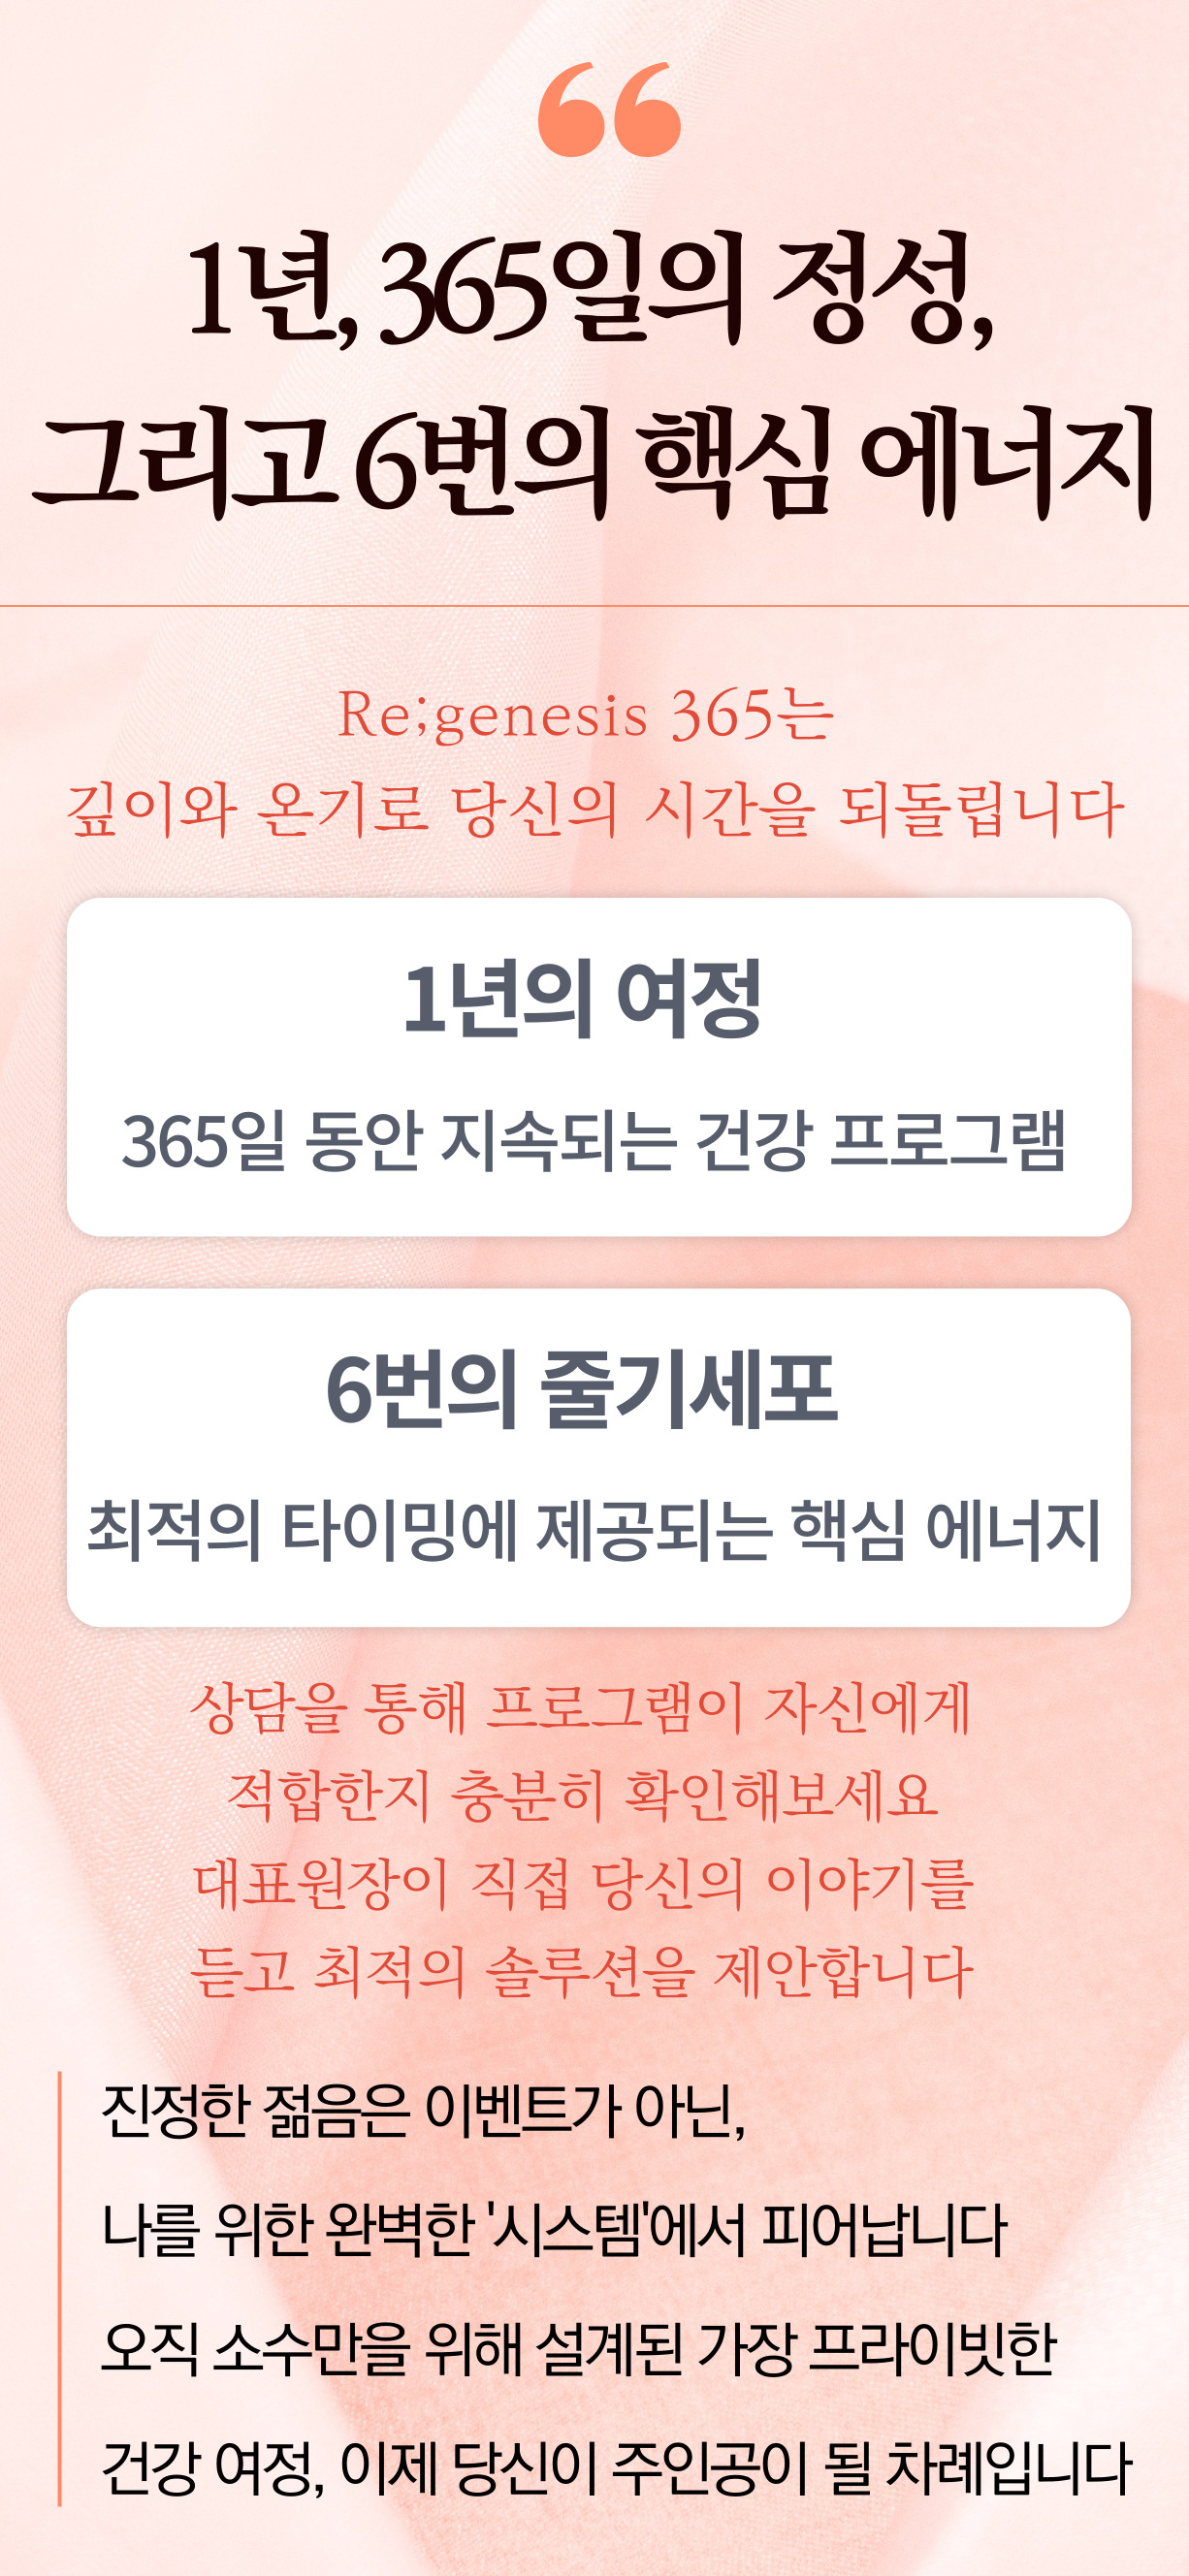 “
1년, 365일의 정성,
그리고 6번의 핵심 에너지
Re;genesis 365는
깊이와 온기로 당신의 시간을 되돌립니다
1년의 여정
365일 동안 지속되는 건강 프로그램
6번의 줄기세포
최적의 타이밍에 제공되는 핵심 에너지
상담을 통해 프로그램이 자신에게
적합한지 충분히 확인해보세요
대표원장이 직접 당신의 이야기를
듣고 최적의 솔루션을 제안합니다
진정한 젊음은 이벤트가 아닌,
나를 위한 완벽한 '시스템'에서 피어납니다
오직 소수만을 위해 설계된 가장 프라이빗한
건강 여정, 이제 당신이 주인공이 될 차례입니다